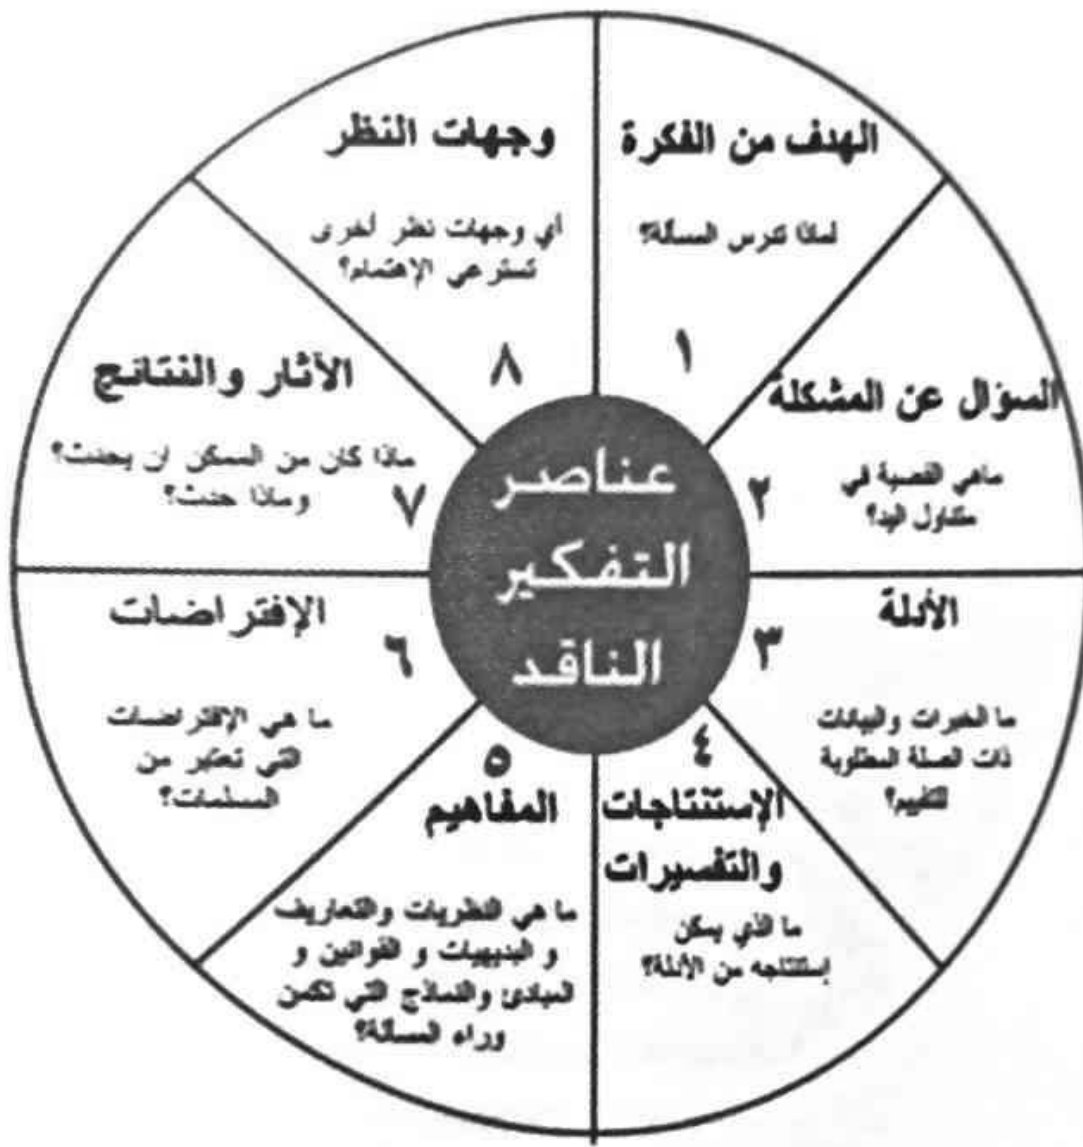 عناصر
التفكير
الناقد
الهدف من الفكرة
لماذا ندرس المسألة؟
١
السؤال عن المشكلة
ماهي القضية في
متناول اليد؟
٢
الأدلة
ما الخبرات والبيانات
ذات الصلة المطلوبة
للتقييم؟
٣
٤
الإستنتاجات
والتفسيرات
ما الذي يمكن
إستنتاجه من الأدلة؟
٥
المفاهيم
ما هي النظريات والتعاريف
و البديهيات و القوانين و
المبادئ والنماذج التي تكمن
وراء المسألة؟
الإفتراضات
٦
ما هي الإفتراضات
التي تعتبر من
المسلمات؟
الآثار والنتائج
ماذا كان من الممكن ان يحدث؟
وماذا حدث؟
٧
وجهات النظر
أي وجهات نظر أخرى
تسترعي الإهتمام؟
٨